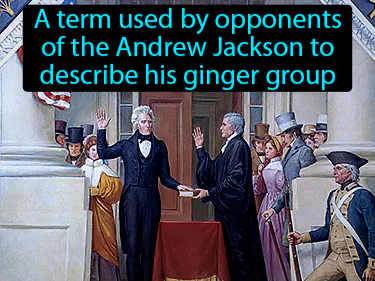 A term used by opponents
of the Andrew Jackson to
describe his ginger group